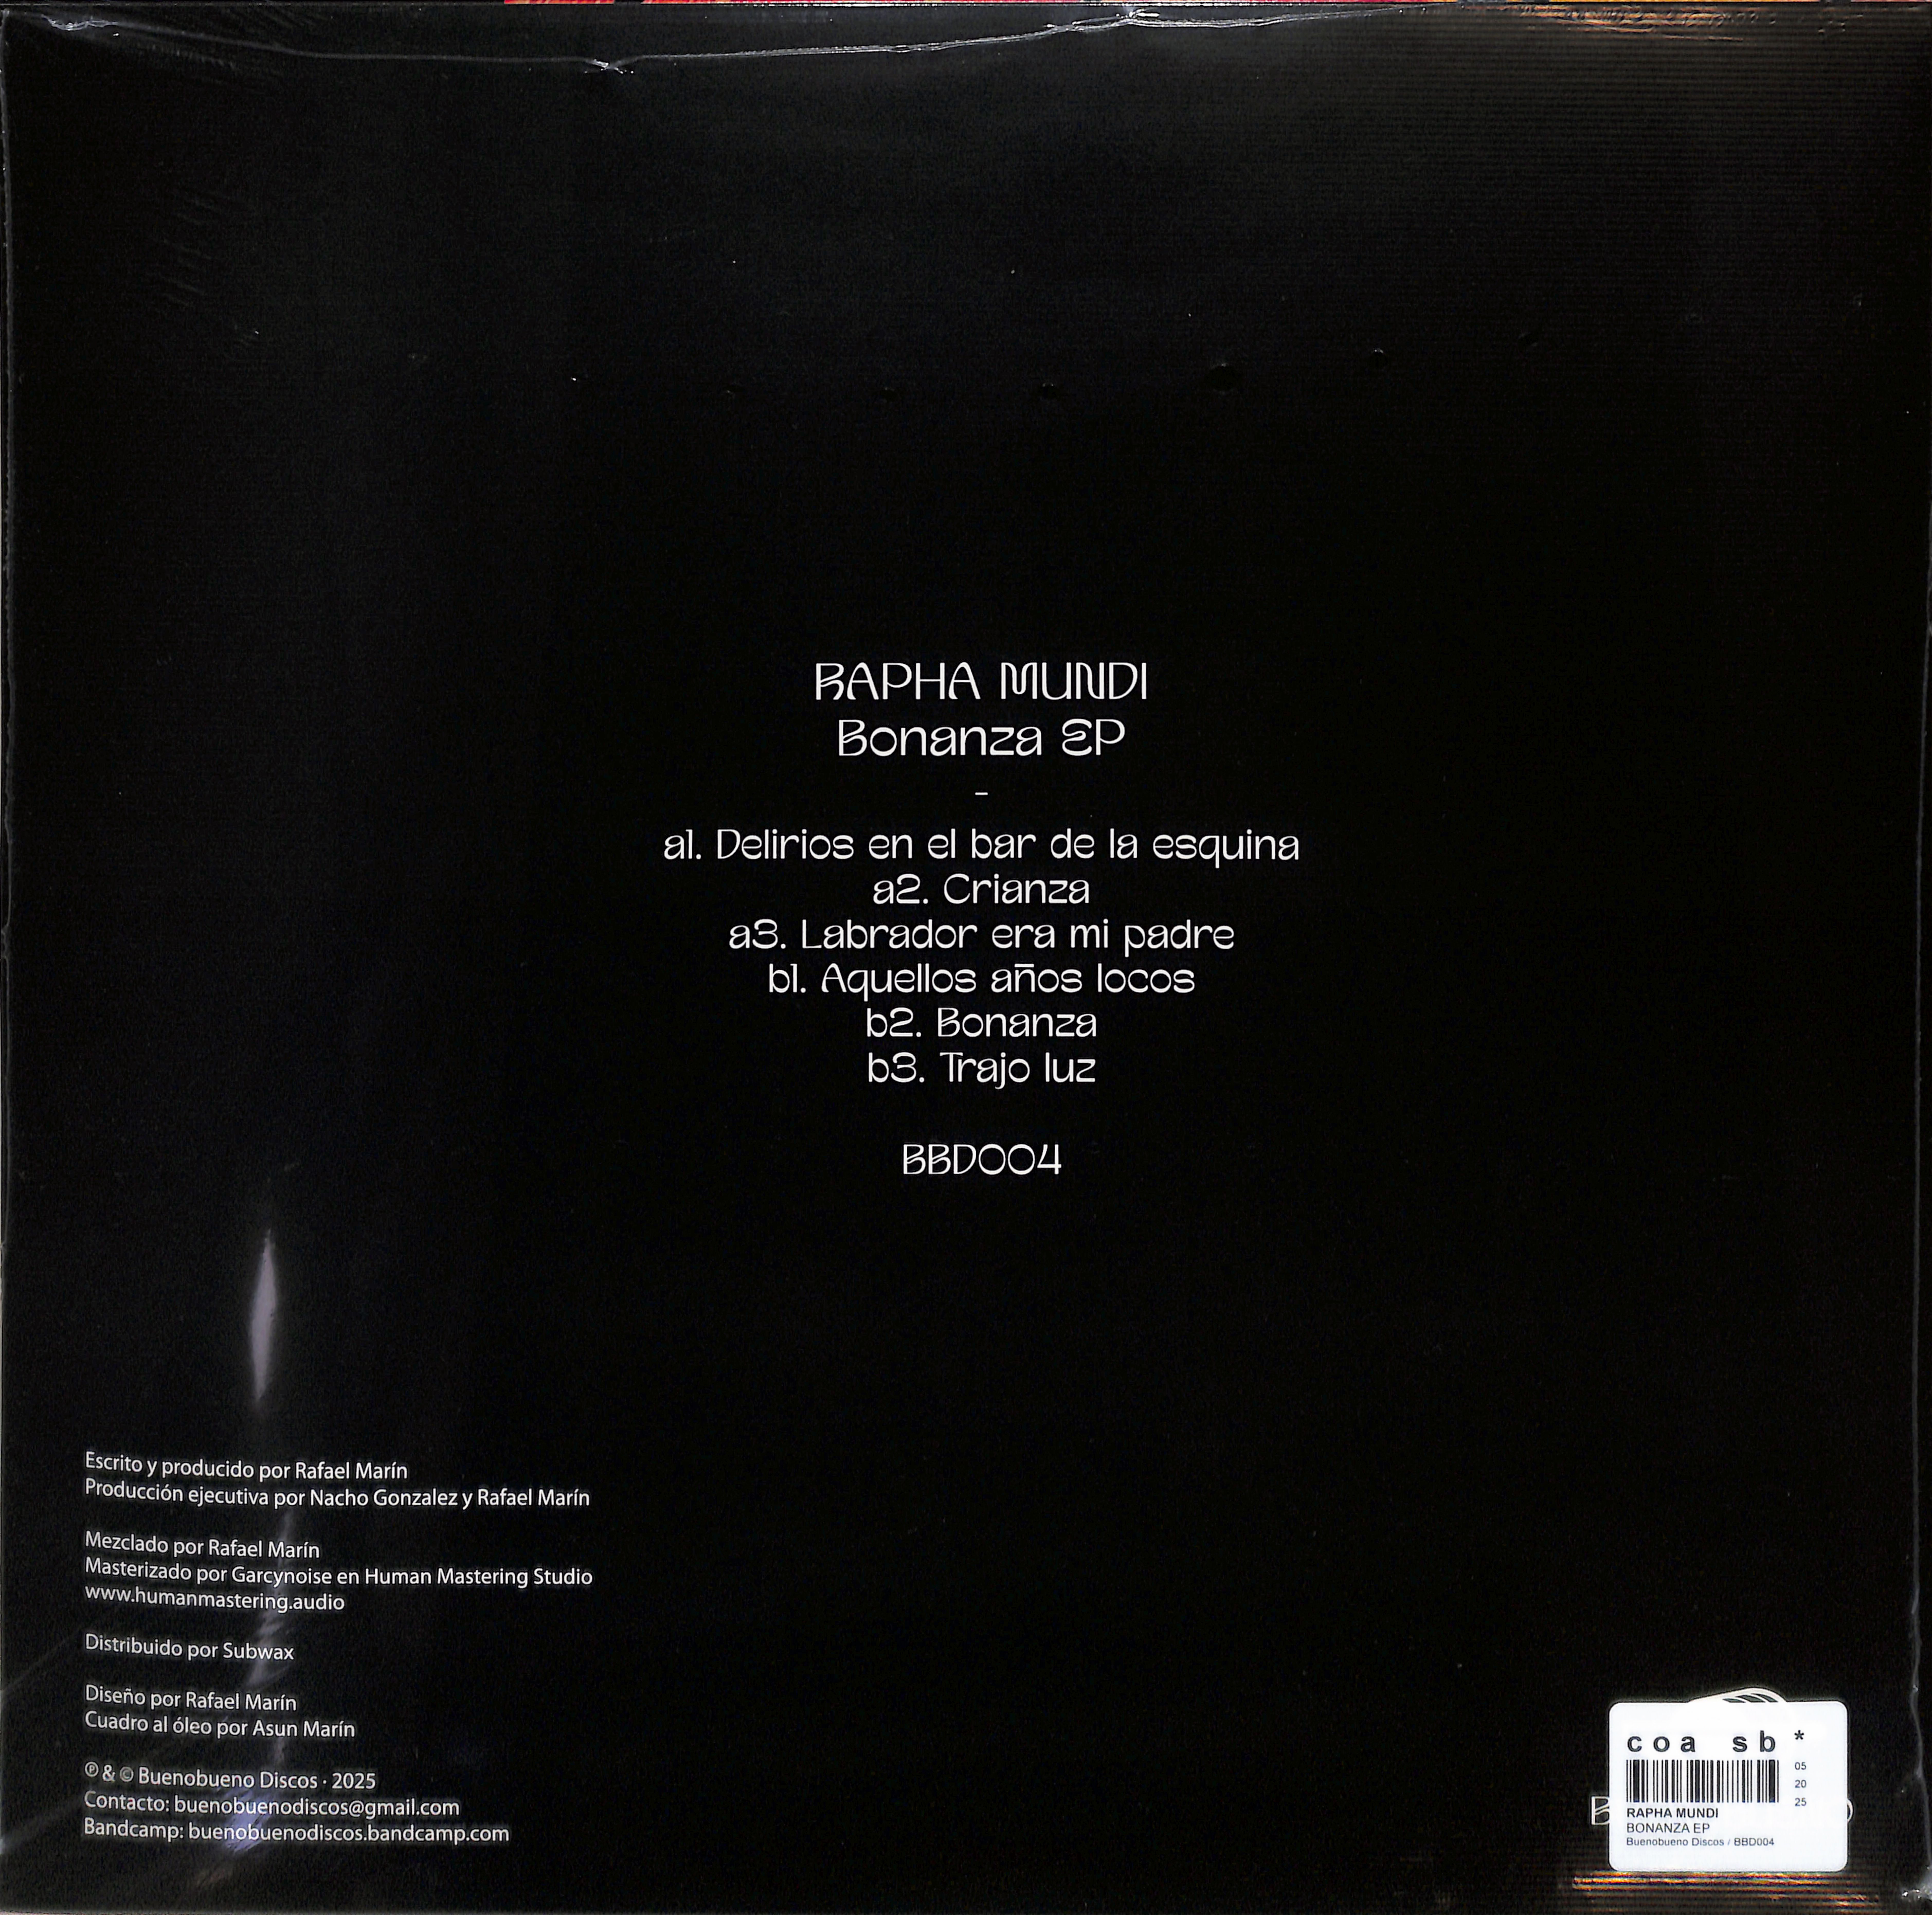 RAPHA MUNDI
Bonanza EP
-
a1. Delirios en el bar de la esquina
a2. Crianza
a3. Labrador era mi padre
b1. Aquellos años locos
b2. Bonanza
b3. Trajo luz
BBD004
Escrito y producido por Rafael Marín
Producción ejecutiva por Nacho Gonzalez y Rafael Marín
Mezclado por Rafael Marín
Masterizado por Garcynoise en Human Mastering Studio
www.humanmastering.audio
Distribuido por Subwax
Diseño por Rafael Marín
Cuadro al óleo por Asun Marín
℗ & © Buenobueno Discos · 2025
Contacto: buenobuenodiscos@gmail.com
Bandcamp: buenobuenodiscos.bandcamp.com
coa sb *
05
20
25
RAPHA MUNDI
BONANZA EP
Buenobueno Discos / BBD004